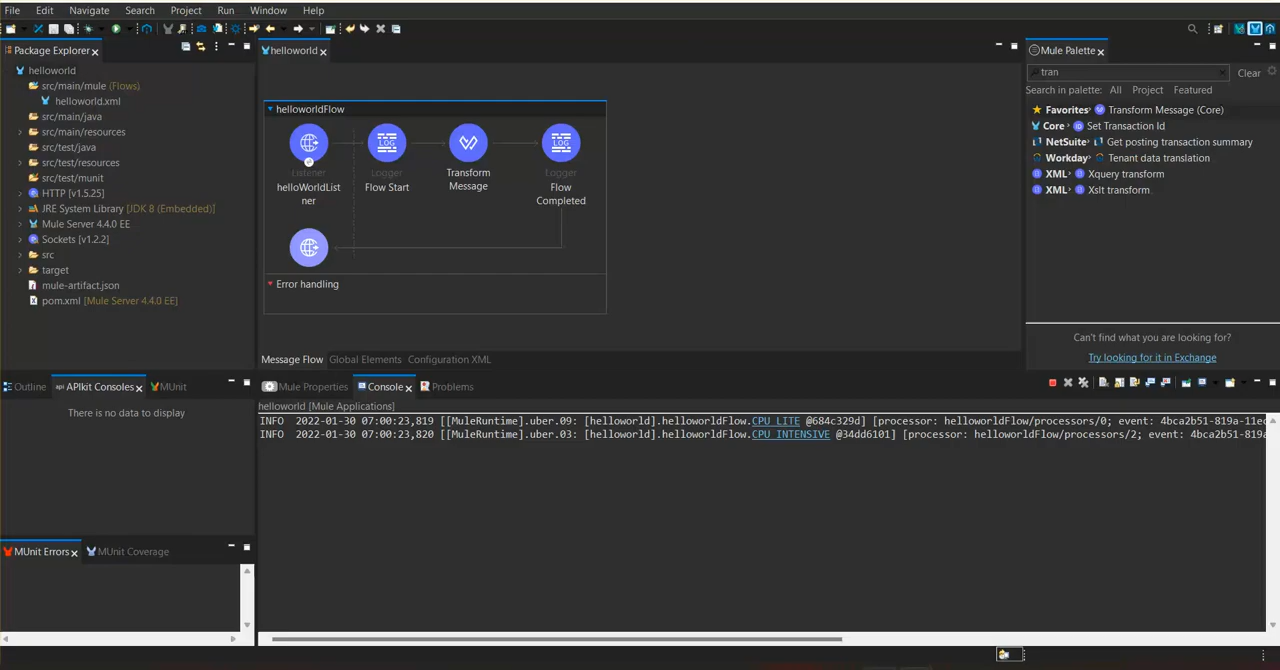 File Edit Navigate Search Project Run Window Help
Package Explorer
helloworld
src/main/mule (Flows)
helloworld.xml
src/main/java
src/main/resources
src/test/java
src/test/resources
src/test/munit
HTTP [v1.5.25]
JRE System Library [JDK 8 (Embedded)]
Mule Server 4.4.0 EE
Sockets [v1.2.2]
src
target
mule-artifact.json
pom.xml [Mule Server 4.4.0 EE]
helloworld
helloworldFlow
LOG
LOG
Listener
helloWorldList
ner
Logger
Flow Start
Transform
Message
Logger
Flow
Completed
Error handling
Message Flow Global Elements Configuration XML
Mule Palette
tran
Clear
Search in palette: All Project Featured
Favorites Transform Message (Core)
Core Set Transaction Id
NetSuite Get posting transaction summary
Workday Tenant data translation
XML Xquery transform
XML Xslt transform
Can't find what you are looking for?
Try looking for it in Exchange
Outline api APIkit Consoles MUnit
There is no data to display
MUnit Errors MUnit Coverage
Mule Properties Console Problems
helloworld [Mule Applications]
INFO 2022-01-30 07:00:23,819 [[MuleRuntime].uber.09: [helloworld].helloworldFlow.CPU_LITE @684c329d] [processor: helloworldFlow/processors/0; event: 4bca2b51-819a-11ec
INFO 2022-01-30 07:00:23,820 [[MuleRuntime].uber.03: [helloworld].helloworldFlow.CPU_INTENSIVE @34dd6101] [processor: helloworldFlow/processors/2; event: 4bca2b51-819a